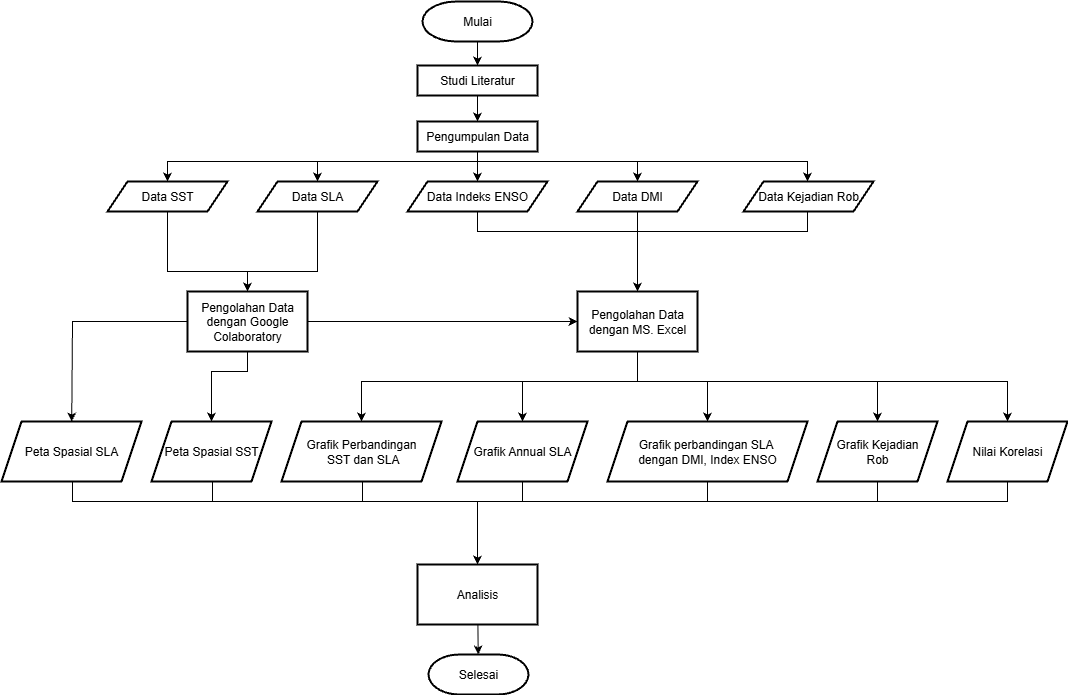 Mulai
Studi Literatur
Pengumpulan Data
Data SST
Data SLA
Data Indeks ENSO
Data DMI
Data Kejadian Rob
Pengolahan Data
dengan Google
Colaboratory
Pengolahan Data
dengan MS. Excel
Peta Spasial SLA
Peta Spasial SST
Grafik Perbandingan
SST dan SLA
Grafik Annual SLA
Grafik perbandingan SLA
dengan DMI, Index ENSO
Grafik Kejadian
Rob
Nilai Korelasi
Analisis
Selesai